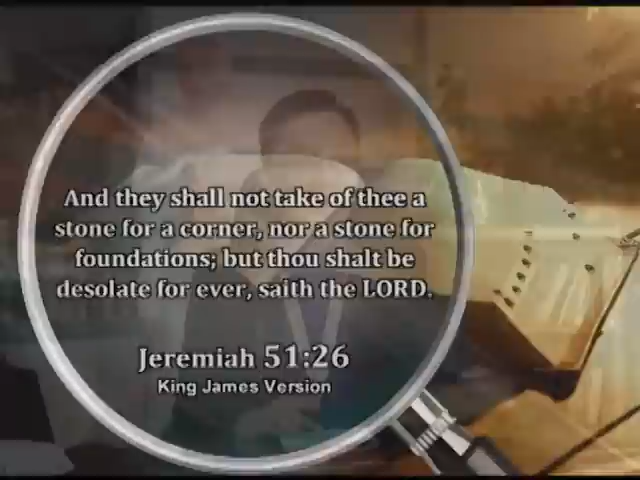 And they shall not take of thee a
stone for a corner, nor a stone for
foundations; but thou shalt be
desolate for ever, saith the LORD.
Jeremiah 51:26
King James Version